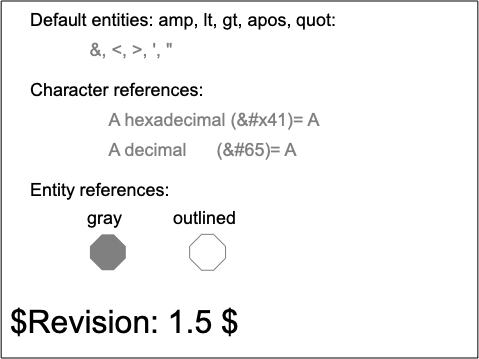 Default entities: amp, lt, gt, apos, quot:
&, <, >, ', "
Character references:
A hexadecimal (&#x41)= A
A decimal (&#65)= A
Entity references:
gray outlined
$Revision: 1.5 $